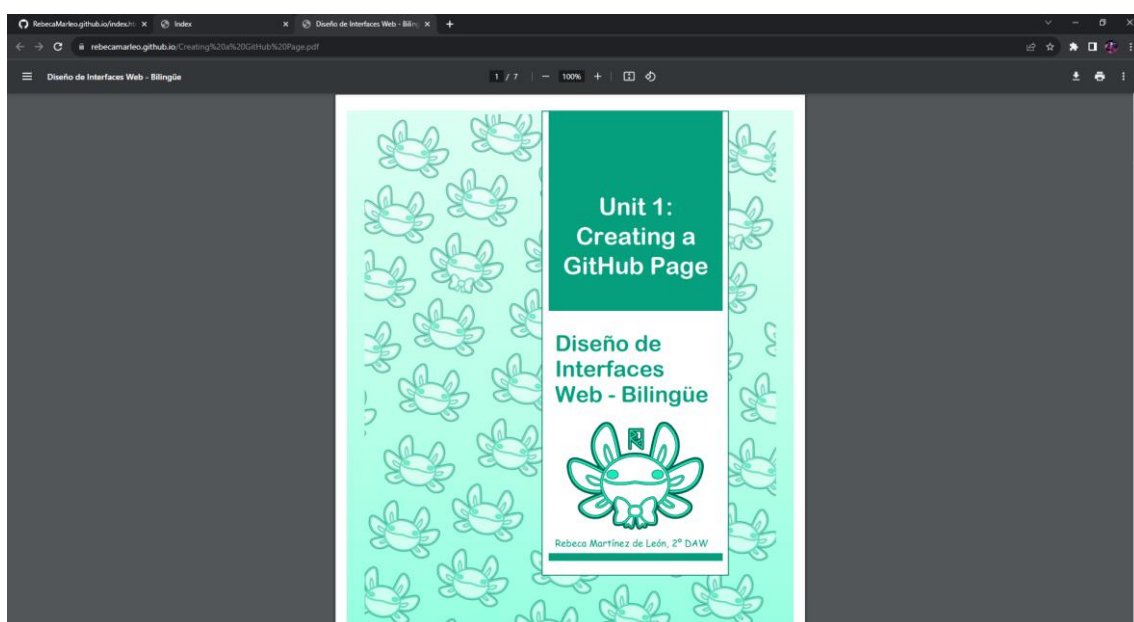 RebecaMarleo.github.io/index.ht
Index
Diseño de Interfaces Web - Biling
rebecamarleo.github.io/Creating%20a%20GitHub%20Page.pdf
Diseño de Interfaces Web - Bilingüe
1 / 7
100%
Unit 1:
Creating a
GitHub Page
Diseño de
Interfaces
Web - Bilingüe
Rebeca Martínez de León, 2º DAW